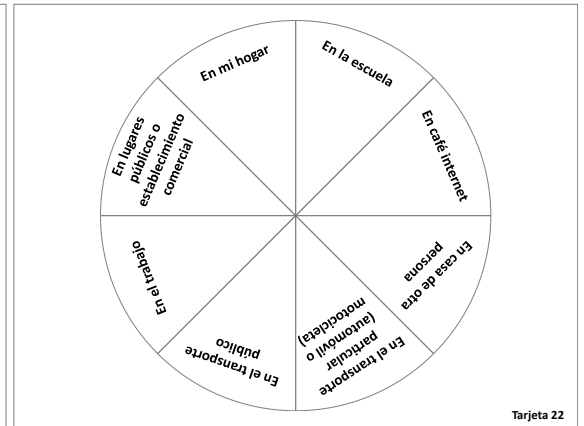 En mi hogar
En la escuela
En café internet
En casa de otra
persona
En el transporte
particular
(automóvil o
motocicleta)
En el transporte
público
En el trabajo
En lugares
públicos o
establecimiento
comercial
Tarjeta 22